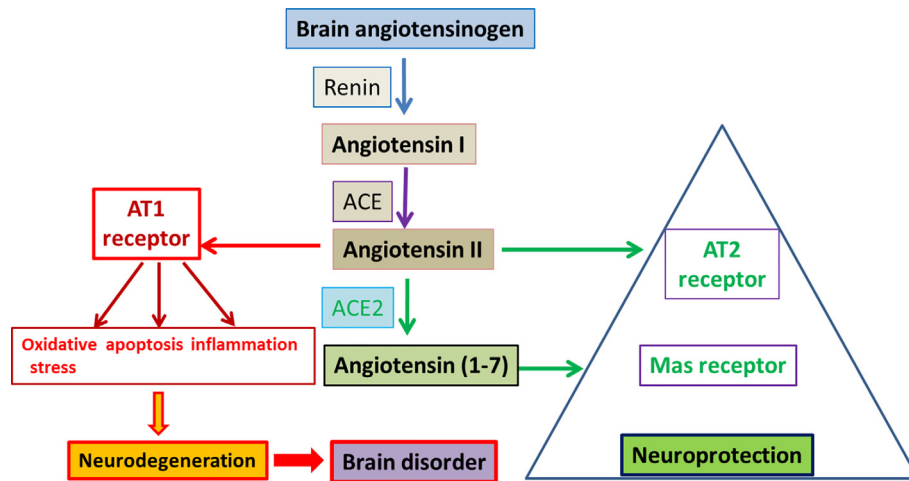 Brain angiotensinogen
Renin
Angiotensin I
ACE
AT1
receptor
Angiotensin II
AT2
receptor
ACE2
Oxidative apoptosis inflammation
stress
Angiotensin (1-7)
Mas receptor
Neurodegeneration
Brain disorder
Neuroprotection